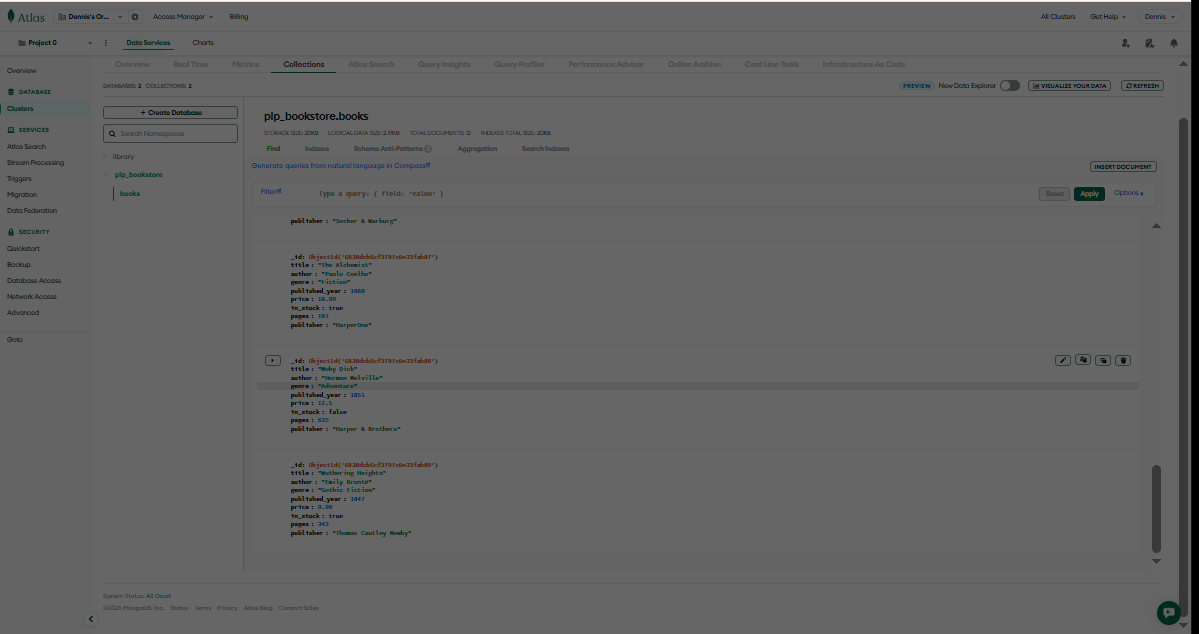 Atlas
Dennis's Or...
Access Manager
Billing
All Clusters
Get Help
Dennis
Project 0
Data Services
Charts
Overview
Real Time
Metrics
Collections
Atlas Search
Query Insights
Query Profiler
Performance Advisor
Online Archive
Cmd Line Tools
Infrastructure As Code
DATABASES: 2 COLLECTIONS: 2
PREVIEW
New Data Explorer
VISUALIZE YOUR DATA
REFRESH
Overview
DATABASE
Clusters
SERVICES
Atlas Search
Stream Processing
Triggers
Migration
Data Federation
SECURITY
Quickstart
Backup
Database Access
Network Access
Advanced
Goto
+ Create Database
Search Namespaces
library
plp_bookstore
books
plp_bookstore.books
STORAGE SIZE: 20KB LOGICAL DATA SIZE: 2.19KB TOTAL DOCUMENTS: 12 INDEXES TOTAL SIZE: 20KB
Find
Indexes
Schema Anti-Patterns
Aggregation
Search Indexes
Generate queries from natural language in Compass
INSERT DOCUMENT
Filter
Type a query: { field: 'value' }
Reset
Apply
Options
publisher : "Secker & Warburg"
title : "The Alchemist"
author : "Paulo Coelho"
genre : "Fiction"
published_year : 1988
price : 10.99
in_stock : true
pages : 197
publisher : "HarperOne"
title : "Moby Dick"
author : "Herman Melville"
genre : "Adventure"
published_year : 1851
price : 12.5
in_stock : false
pages : 635
publisher : "Harper & Brothers"
title : "Wuthering Heights"
author : "Emily Brontë"
genre : "Gothic Fiction"
published_year : 1847
price : 9.99
in_stock : true
pages : 342
publisher : "Thomas Cautley Newby"
System Status: All Good
©2025 MongoDB, Inc. Status Terms Privacy Atlas Blog Contact Sales